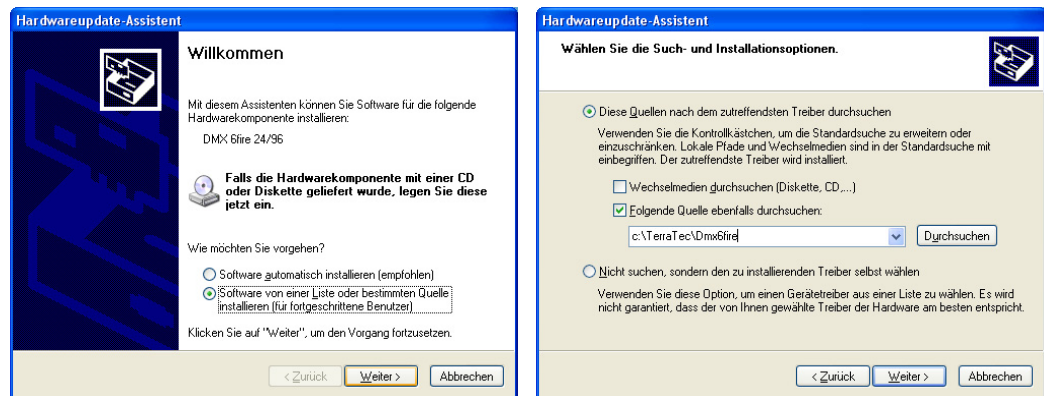 Hardwareupdate-Assistent
Willkommen
Mit diesem Assistenten können Sie Software für die folgende
Hardwarekomponente installieren:
DMX 6fire 24/96
Falls die Hardwarekomponente mit einer CD
oder Diskette geliefert wurde, legen Sie diese
jetzt ein.
Wie möchten Sie vorgehen?
Software automatisch installieren (empfohlen)
Software von einer Liste oder bestimmten Quelle
installieren (für fortgeschrittene Benutzer)
Klicken Sie auf "Weiter", um den Vorgang fortzusetzen.
< Zurück Weiter > Abbrechen
Hardwareupdate-Assistent
Wählen Sie die Such- und Installationsoptionen.
Diese Quellen nach dem zutreffendsten Treiber durchsuchen
Verwenden Sie die Kontrollkästchen, um die Standardsuche zu erweitern oder
einzuschränken. Lokale Pfade und Wechselmedien sind in der Standardsuche mit
einbegriffen. Der zutreffendste Treiber wird installiert.
Wechselmedien durchsuchen (Diskette, CD,...)
Folgende Quelle ebenfalls durchsuchen:
c:\TerraTec\Dmx6fire Durchsuchen
Nicht suchen, sondern den zu installierenden Treiber selbst wählen
Verwenden Sie diese Option, um einen Gerätetreiber aus einer Liste zu wählen. Es wird
nicht garantiert, dass der von Ihnen gewählte Treiber der Hardware am besten entspricht.
< Zurück Weiter > Abbrechen